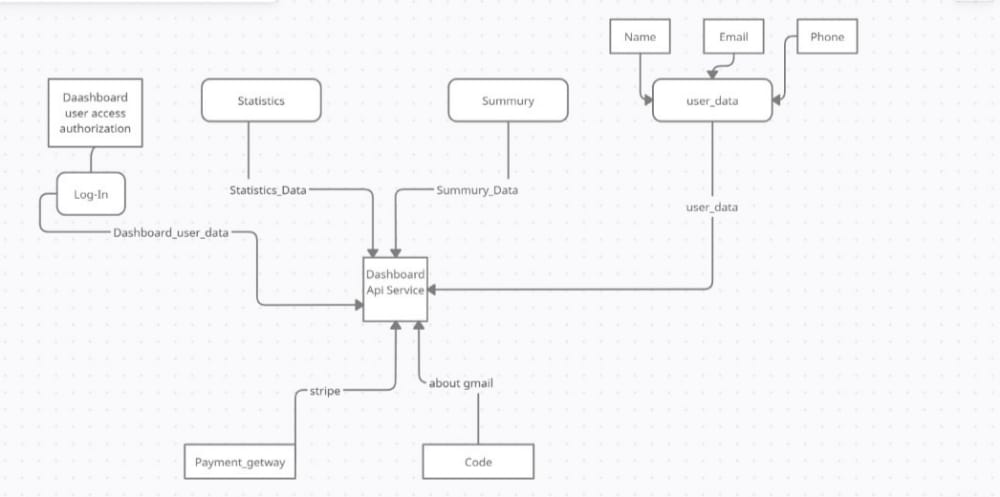 Name
Email
Phone
Daashboard
user access
authorization
Statistics
Summury
user_data
Log-In
Statistics_Data
Summury_Data
user_data
Dashboard_user_data
Dashboard
Api Service
stripe
about gmail
Payment_getway
Code